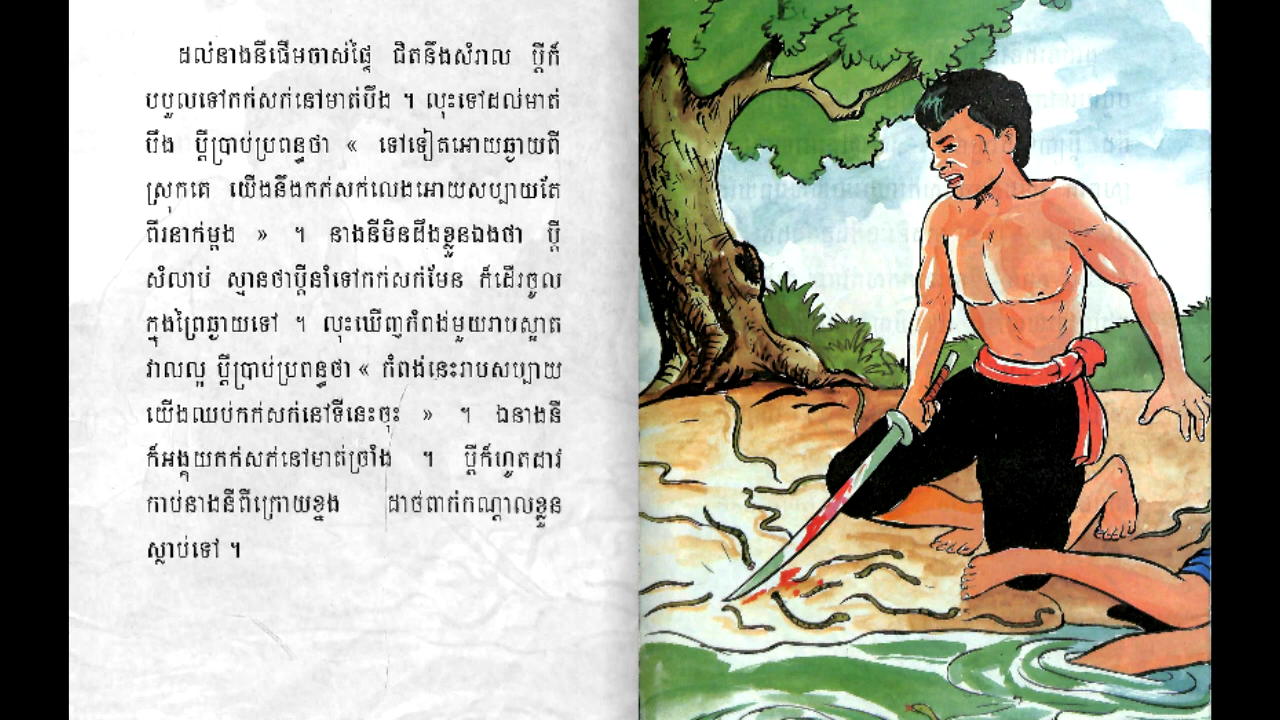 ដល់នាងនីដើមចាស់ផ្ទៃ ជិតនឹងសំរាល ប្ដីក៏
បបួលទៅកក់សក់នៅមាត់បឹង ។ លុះទៅដល់មាត់
បឹង ប្ដីប្រាប់ប្រពន្ធថា « ទៅទៀតអោយឆ្ងាយពី
ស្រុកគេ យើងនឹងកក់សក់លេងអោយសប្បាយតែ
ពីរនាក់ម្ដង » ។ នាងនីមិនដឹងខ្លួនឯងថា ប្ដី
សំលាប់ ស្មានថាប្ដីនាំទៅកក់សក់មែន ក៏ដើរចូល
ក្នុងព្រៃឆ្ងាយទៅ ។ លុះឃើញកំពង់មួយរាបស្អាត
វាលល្អ ប្ដីប្រាប់ប្រពន្ធថា « កំពង់នេះរាបសប្បាយ
យើងឈប់កក់សក់នៅទីនេះចុះ » ។ ឯនាងនី
ក៏អង្គុយកក់សក់នៅមាត់ច្រាំង ។ ប្ដីក៏ហូតដាវ
កាប់នាងនីពីក្រោយខ្នង ដាច់ពាក់កណ្ដាលខ្លួន
ស្លាប់ទៅ ។